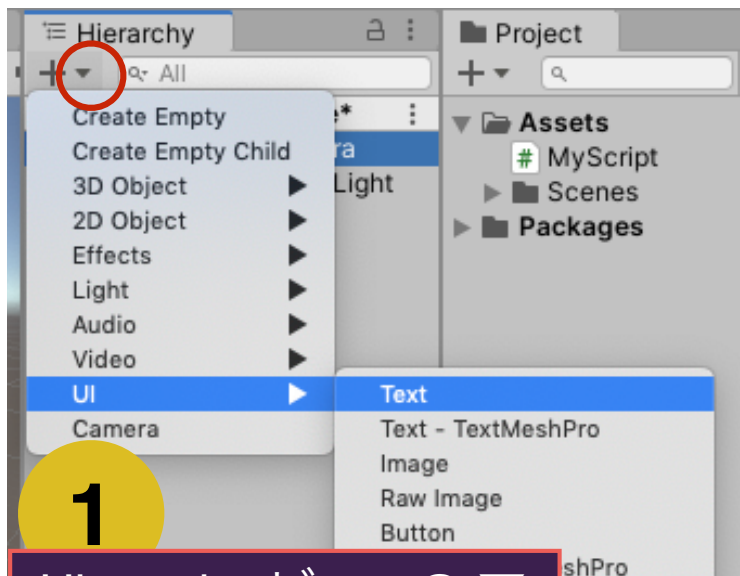 Hierarchy
All
Create Empty
Create Empty Child
3D Object
2D Object
Effects
Light
Audio
Video
UI
Camera
Light
Project
Assets
# MyScript
Scenes
Packages
Text
Text - TextMeshPro
Image
Raw Image
Button
shPro
1